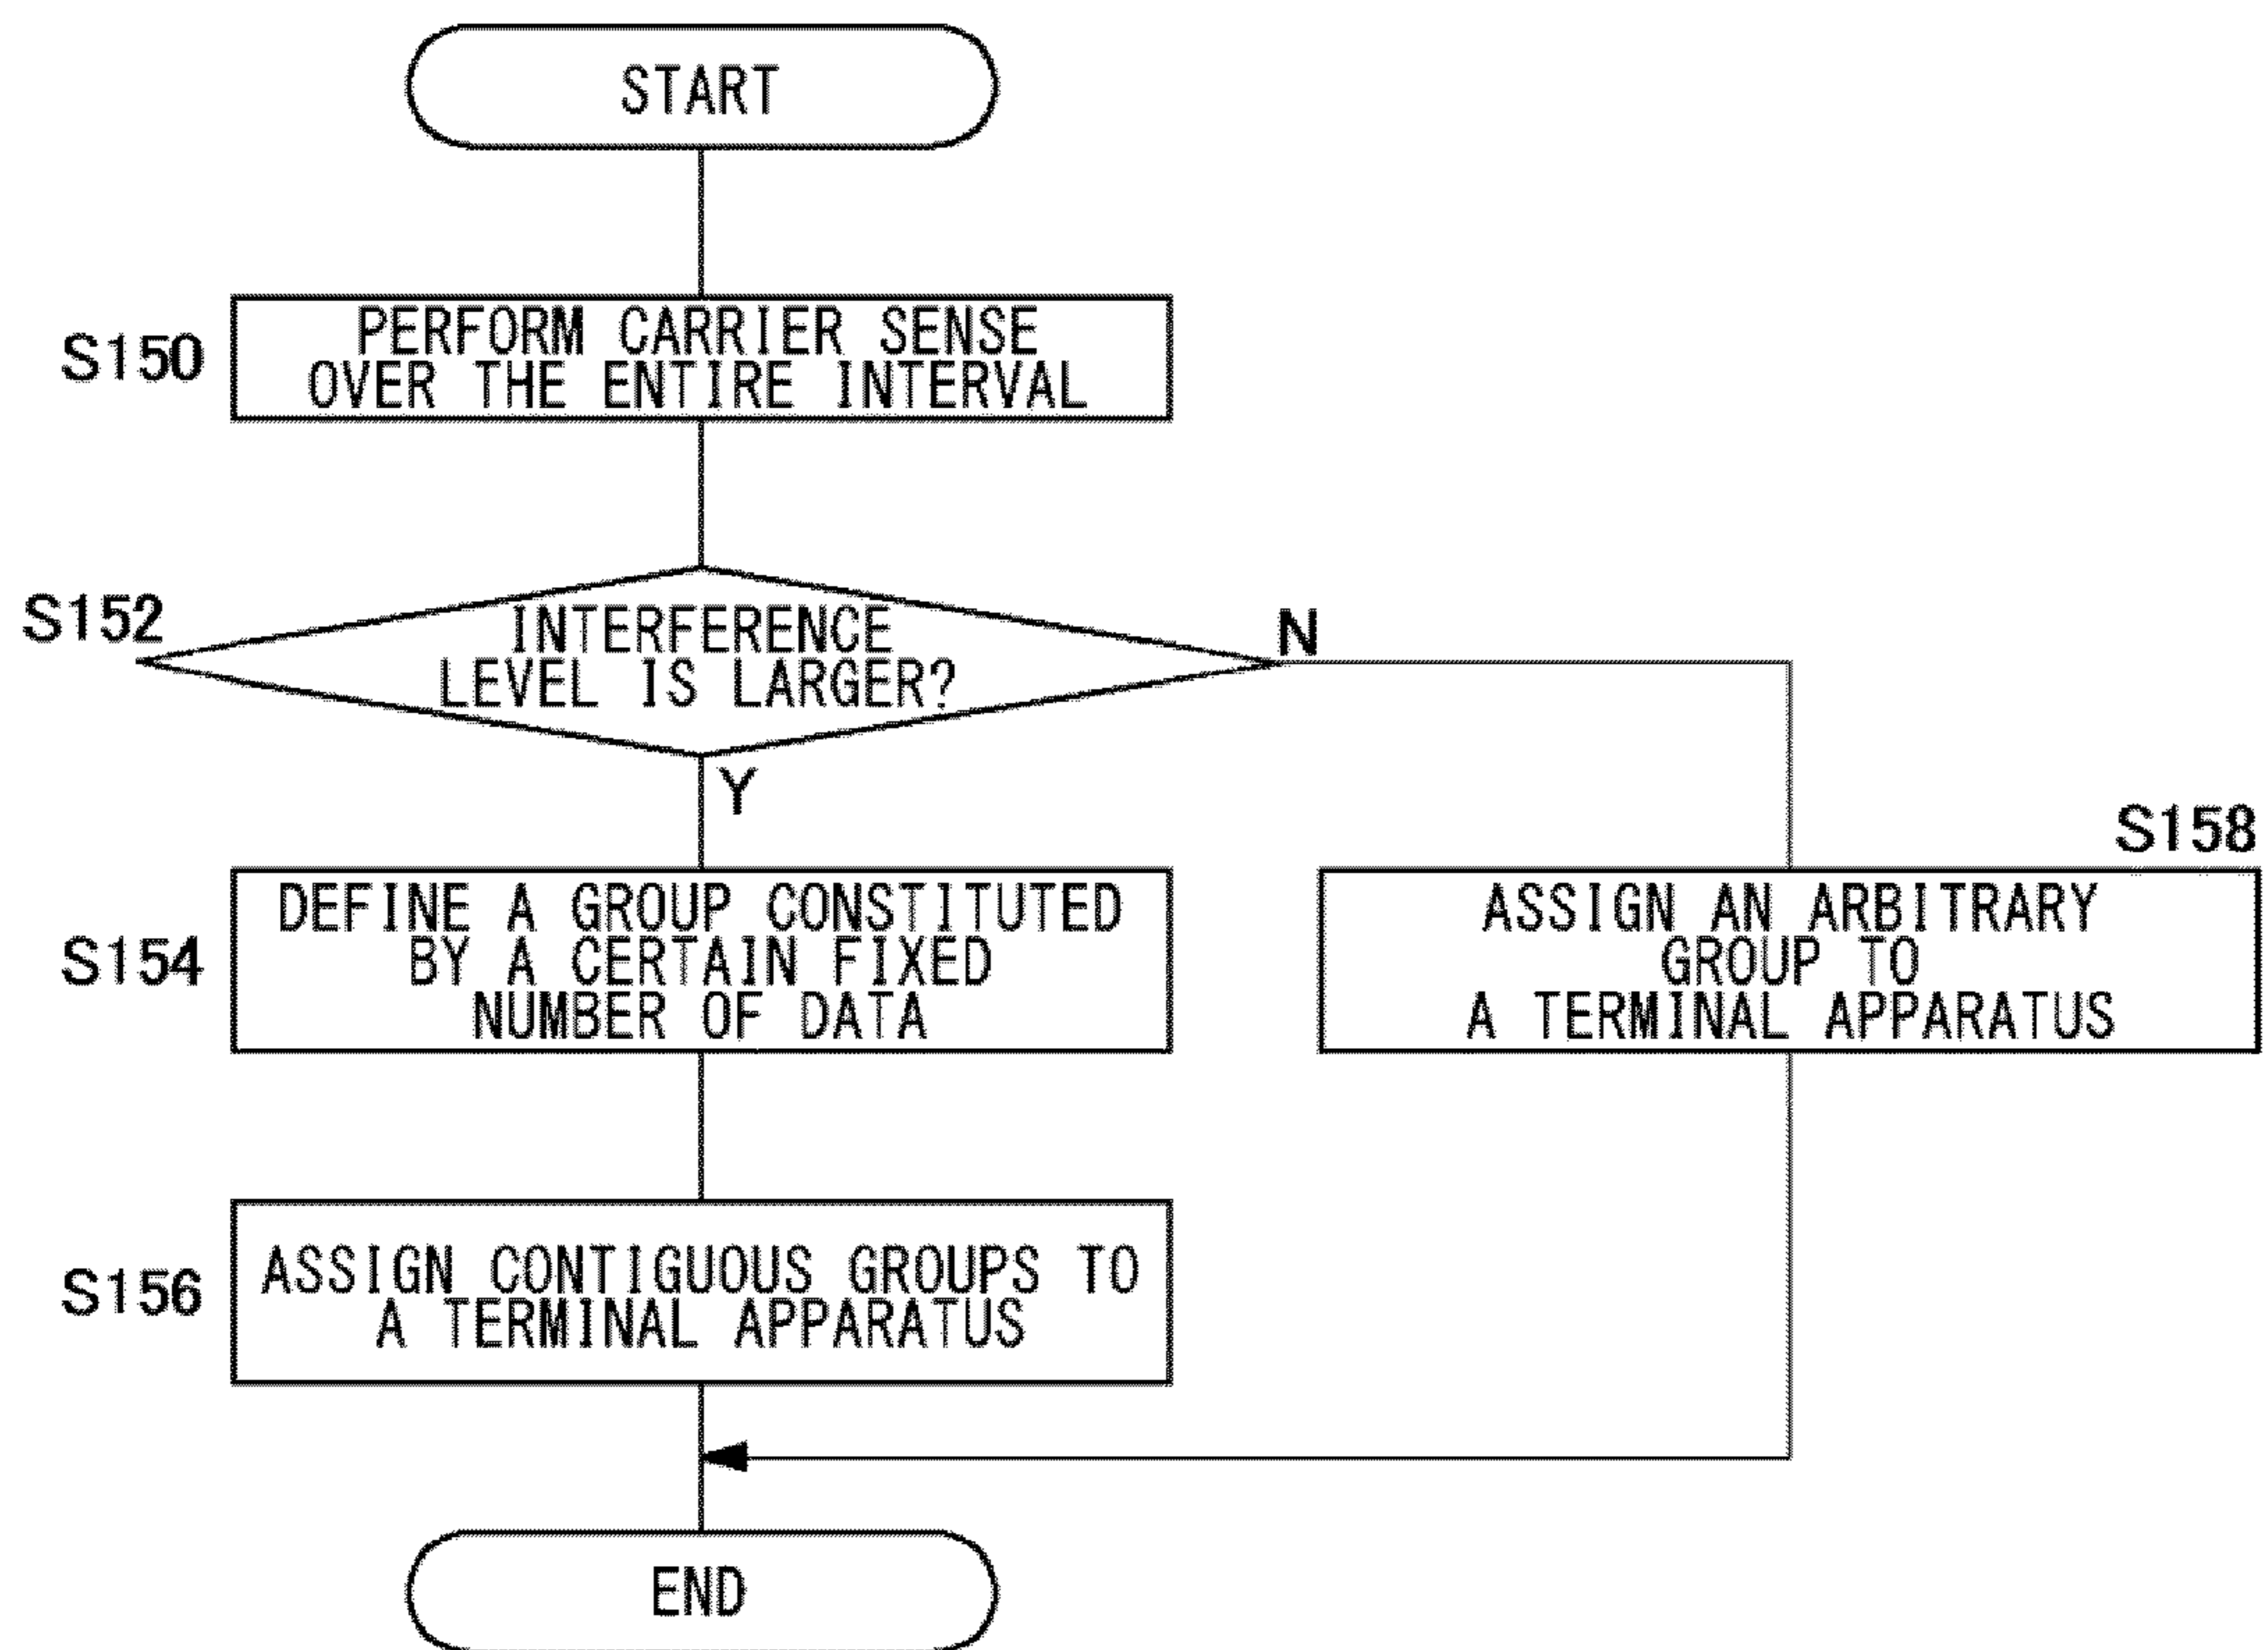 START
S150
PERFORM CARRIER SENSE
OVER THE ENTIRE INTERVAL
S152
INTERFERENCE
LEVEL IS LARGER?
N
Y
S154
DEFINE A GROUP CONSTITUTED
BY A CERTAIN FIXED
NUMBER OF DATA
S158
ASSIGN AN ARBITRARY
GROUP TO
A TERMINAL APPARATUS
S156
ASSIGN CONTIGUOUS GROUPS TO
A TERMINAL APPARATUS
END